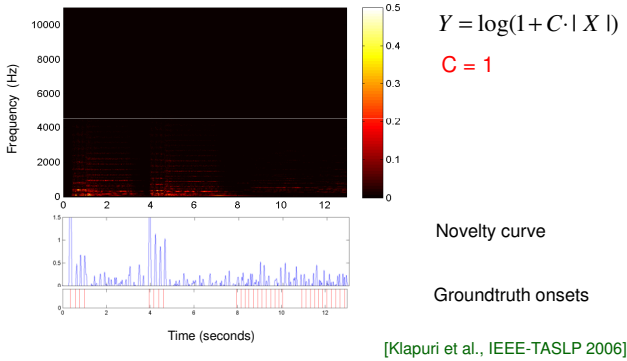 Y = log(1 + C · | X |)
C = 1
Frequency (Hz)
10000
8000
6000
4000
2000
0
0 2 4 6 8 10 12
0.5
0.4
0.3
0.2
0.1
0
Novelty curve
1.5
1
0.5
0
Groundtruth onsets
0 2 4 6 8 10 12
Time (seconds)
[Klapuri et al., IEEE-TASLP 2006]